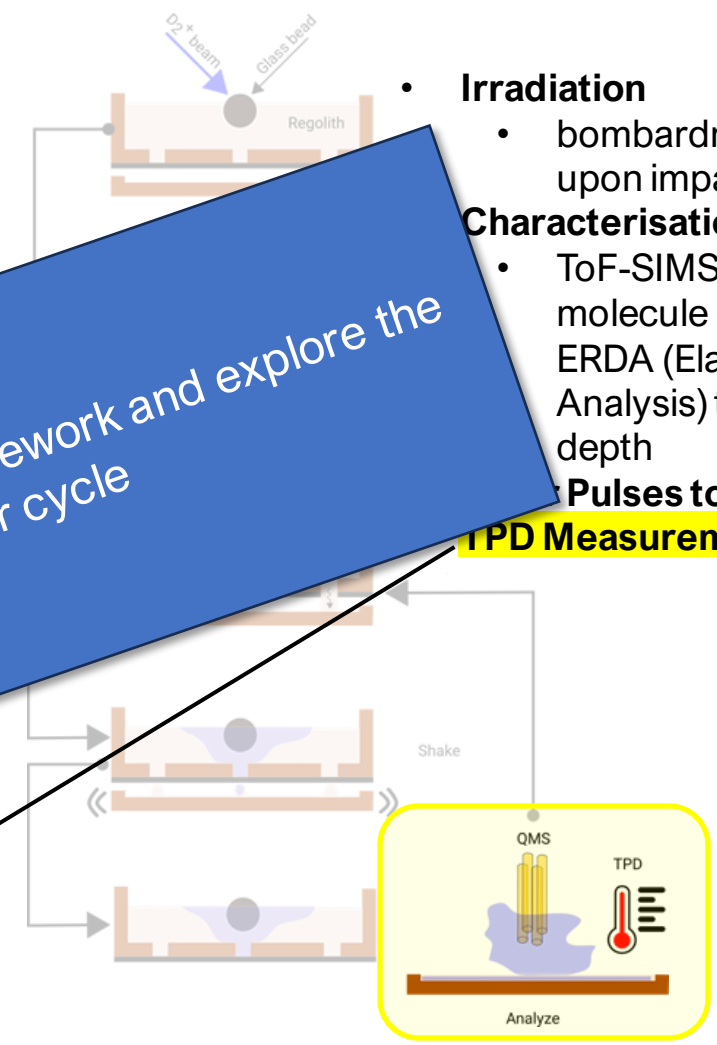 D2+ beam
Glass bead
Regolith
• Irradiation
• bombardm
upon impa
Characterisatio
• ToF-SIMS
molecule
ERDA (Ela
Analysis) t
depth
Pulses to
TPD Measurem
ework and explore the
r cycle
Shake
QMS
TPD
Analyze